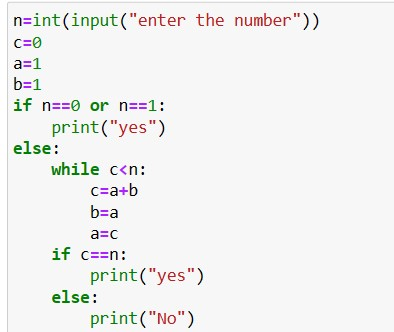 n=int(input("enter the number"))
c=0
a=1
b=1
if n==0 or n==1:
    print("yes")
else:
    while c<n:
        c=a+b
        b=a
        a=c
    if c==n:
        print("yes")
    else:
        print("No")